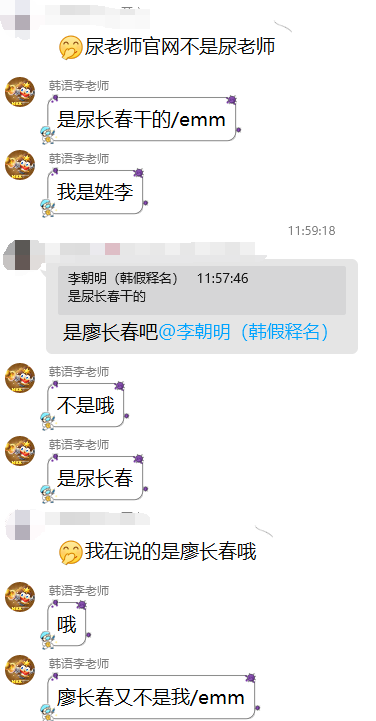 尿老师官网不是尿老师
韩语李老师
是尿长春干的/emm
韩语李老师
我是姓李
11:59:18
李朝明（韩假释名） 11:57:46
是尿长春干的
是廖长春吧@李朝明（韩假释名）
韩语李老师
不是哦
韩语李老师
是尿长春
我在说的是廖长春哦
韩语李老师
哦
韩语李老师
廖长春又不是我/emm